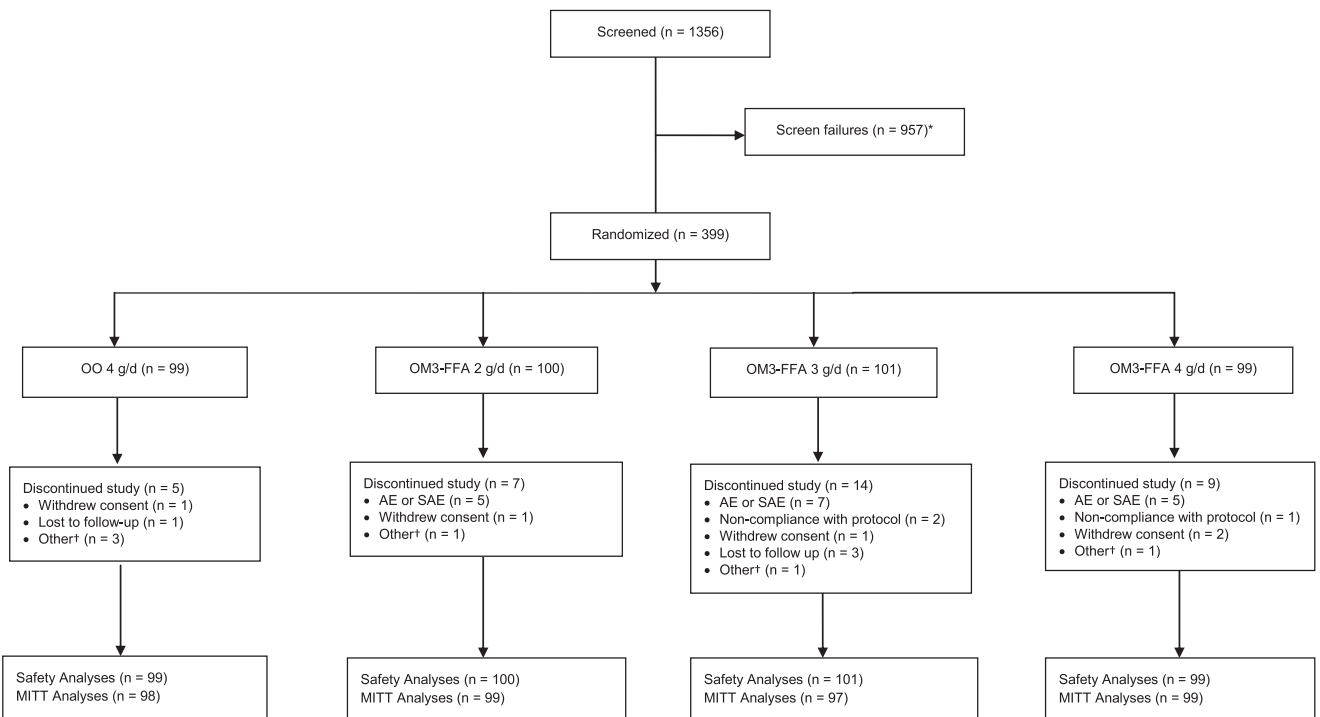 Screened (n = 1356)
Screen failures (n = 957)*
Randomized (n = 399)
OO 4 g/d (n = 99)
OM3-FFA 2 g/d (n = 100)
OM3-FFA 3 g/d (n = 101)
OM3-FFA 4 g/d (n = 99)
Discontinued study (n = 5)
• Withdrew consent (n = 1)
• Lost to follow-up (n = 1)
• Other† (n = 3)
Discontinued study (n = 7)
• AE or SAE (n = 5)
• Withdrew consent (n = 1)
• Other† (n = 1)
Discontinued study (n = 14)
• AE or SAE (n = 7)
• Non-compliance with protocol (n = 2)
• Withdrew consent (n = 1)
• Lost to follow up (n = 3)
• Other† (n = 1)
Discontinued study (n = 9)
• AE or SAE (n = 5)
• Non-compliance with protocol (n = 1)
• Withdrew consent (n = 2)
• Other† (n = 1)
Safety Analyses (n = 99)
MITT Analyses (n = 98)
Safety Analyses (n = 100)
MITT Analyses (n = 99)
Safety Analyses (n = 101)
MITT Analyses (n = 97)
Safety Analyses (n = 99)
MITT Analyses (n = 99)